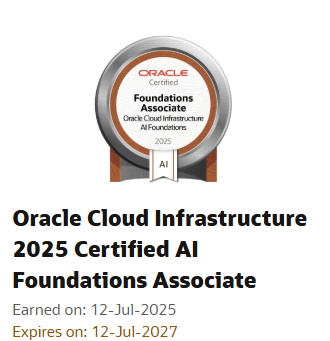 ORACLE
Certified
Foundations
Associate
Oracle Cloud Infrastructure
AI Foundations
2025
AI
Oracle Cloud Infrastructure
2025 Certified AI
Foundations Associate
Earned on: 12-Jul-2025
Expires on: 12-Jul-2027